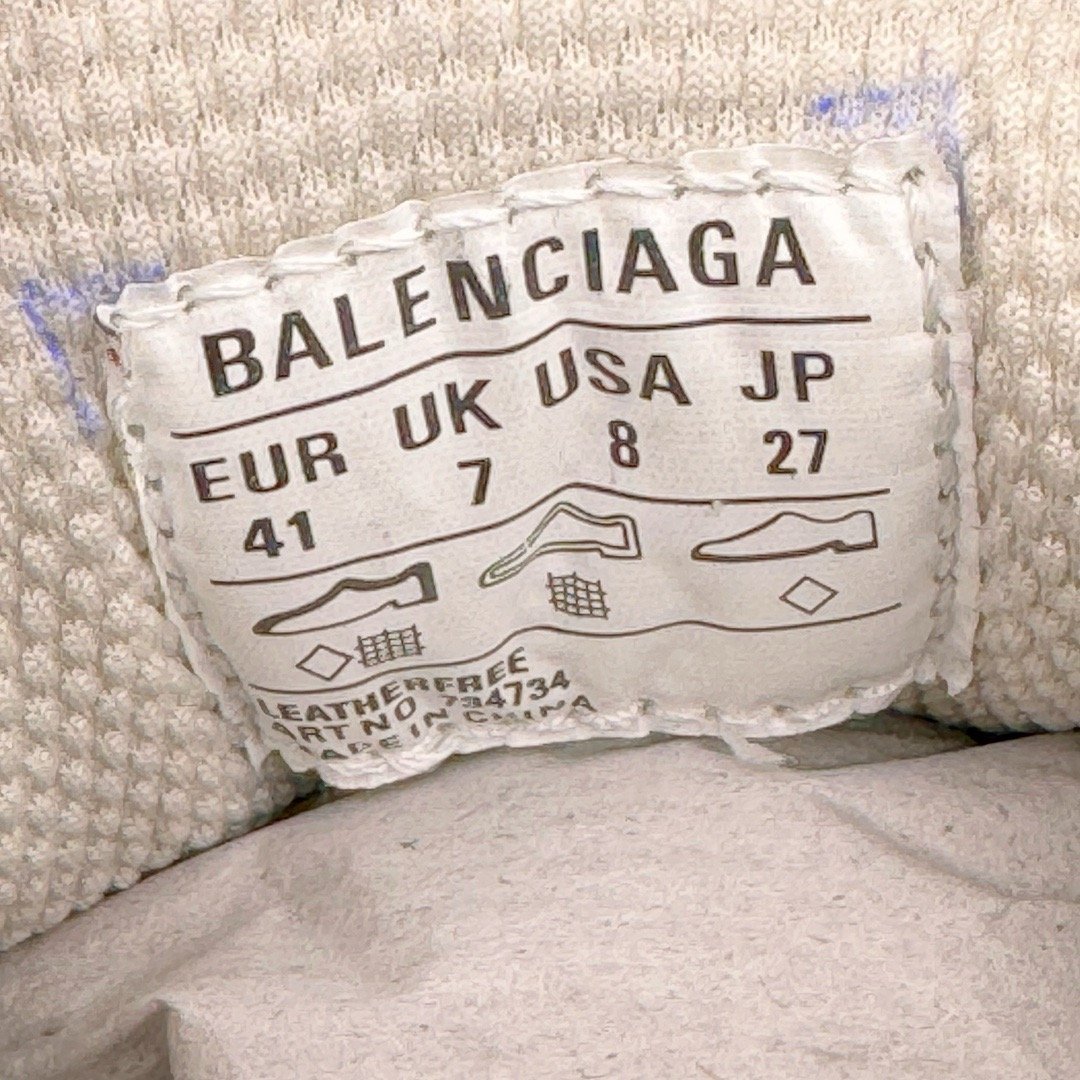 BALENCIAGA
EUR UK USA JP
41 7 8 27
LEATHERFREE
ART NO 734734
MADE IN CHINA